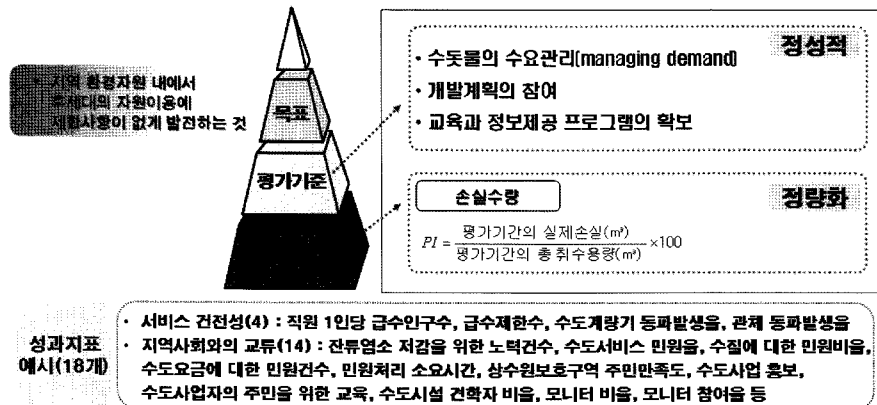 지역 환경자원 내에서
후세대의 자원이용에
제한사항이 없게 발전하는 것
목표
평가기준
정성적
• 수돗물의 수요관리(managing demand)
• 개발계획의 참여
• 교육과 정보제공 프로그램의 확보
손실수량
정량화
PI = 평가기간의 실제손실(㎥) / 평가기간의 총 취수용량(㎥) ×100
성과지표
예시(18개)
• 서비스 건전성(4) : 직원 1인당 급수인구수, 급수제한수, 수도계량기 동파발생율, 관체 동파발생율
• 지역사회와의 교류(14) : 잔류염소 저감을 위한 노력건수, 수도서비스 민원율, 수질에 대한 민원비율,
수도요금에 대한 민원건수, 민원처리 소요시간, 상수원보호구역 주민만족도, 수도사업 홍보,
수도사업자의 주민을 위한 교육, 수도시설 견학자 비율, 모니터 비율, 모니터 참여율 등